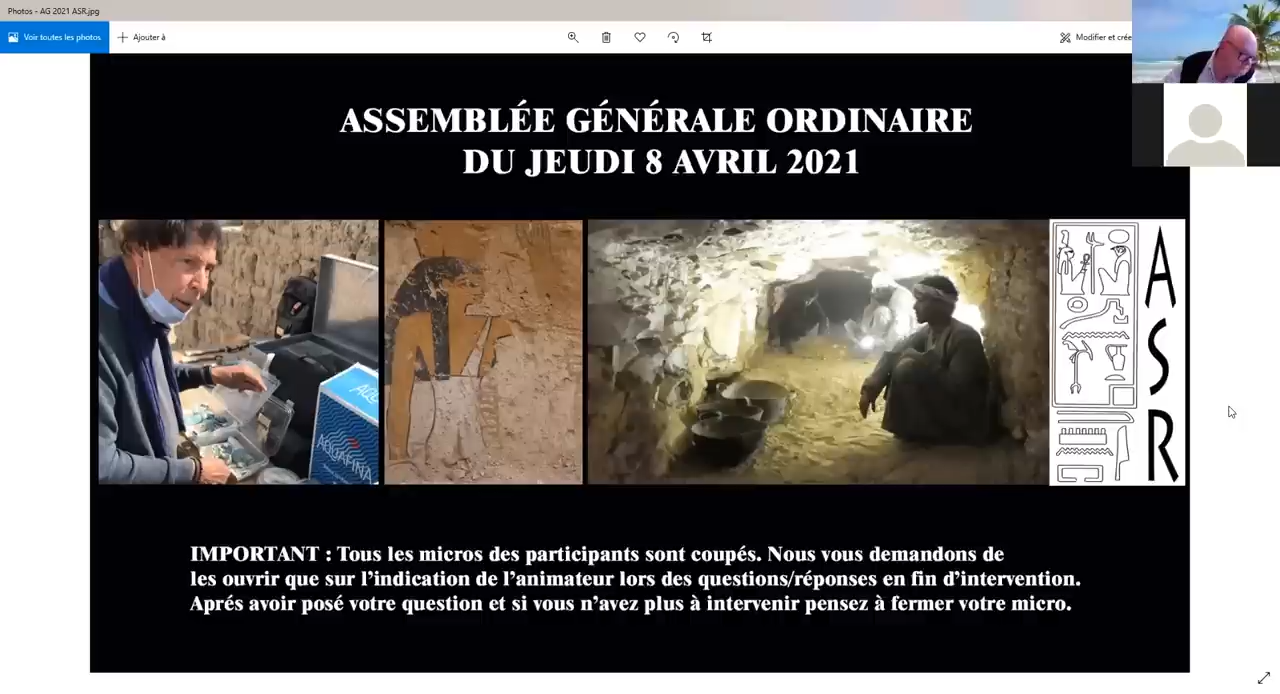 Photos - AG 2021 ASR.jpg
Voir toutes les photos
Ajouter à
Modifier et crée
ASSEMBLÉE GÉNÉRALE ORDINAIRE
DU JEUDI 8 AVRIL 2021
AQUAFINA
A
S
R
IMPORTANT : Tous les micros des participants sont coupés. Nous vous demandons de
les ouvrir que sur l'indication de l'animateur lors des questions/réponses en fin d'intervention.
Aprés avoir posé votre question et si vous n'avez plus à intervenir pensez à fermer votre micro.